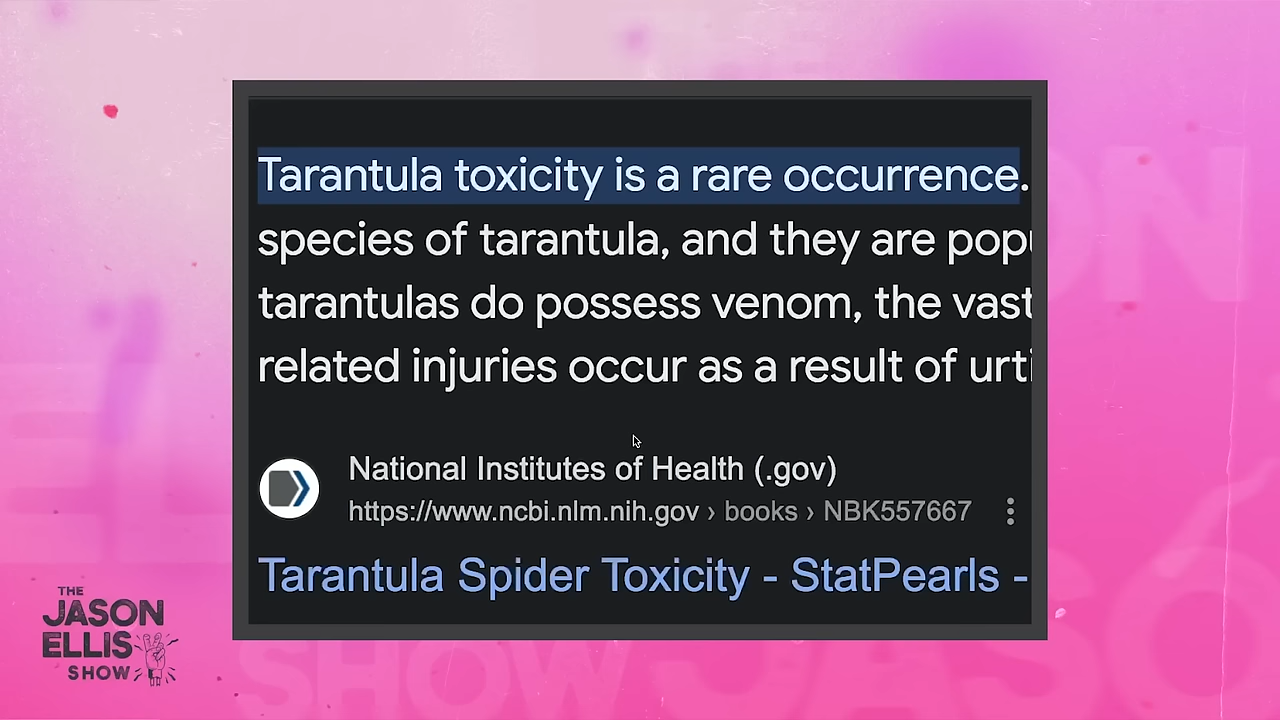 Tarantula toxicity is a rare occurrence.
species of tarantula, and they are popu
tarantulas do possess venom, the vast
related injuries occur as a result of urti
National Institutes of Health (.gov)
https://www.ncbi.nlm.nih.gov › books › NBK557667
Tarantula Spider Toxicity - StatPearls -
THE
JASON
ELLIS
SHOW
SHOW